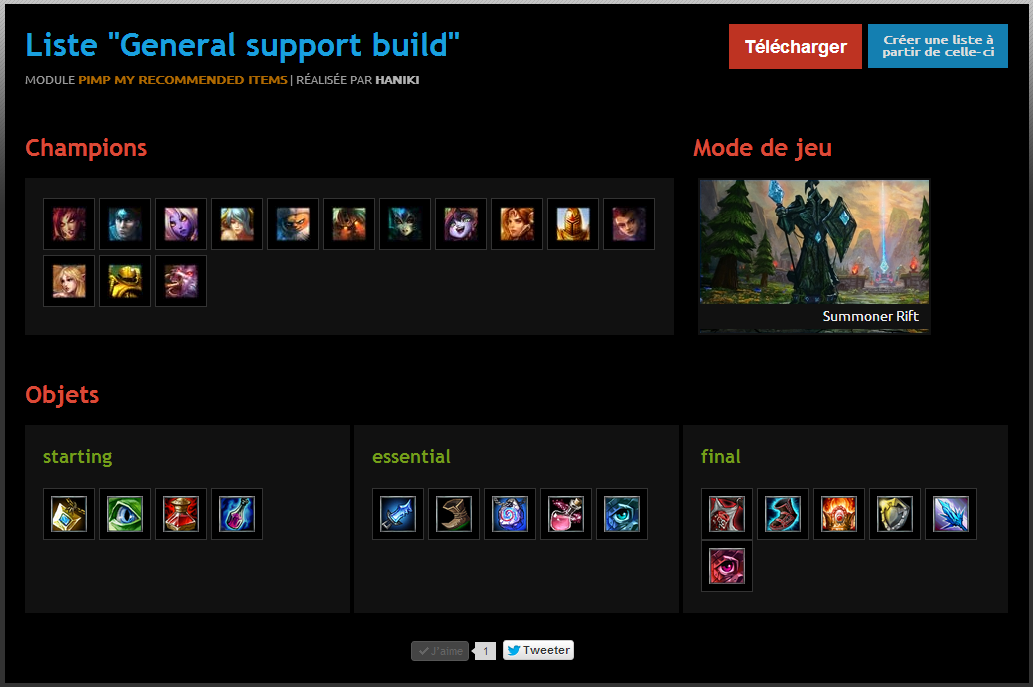 Liste "General support build"
Télécharger
Créer une liste à
partir de celle-ci
MODULE PIMP MY RECOMMENDED ITEMS | RÉALISÉE PAR HANIKI
Champions
Mode de jeu
Summoner Rift
Objets
starting
essential
final
J'aime
1
Tweeter